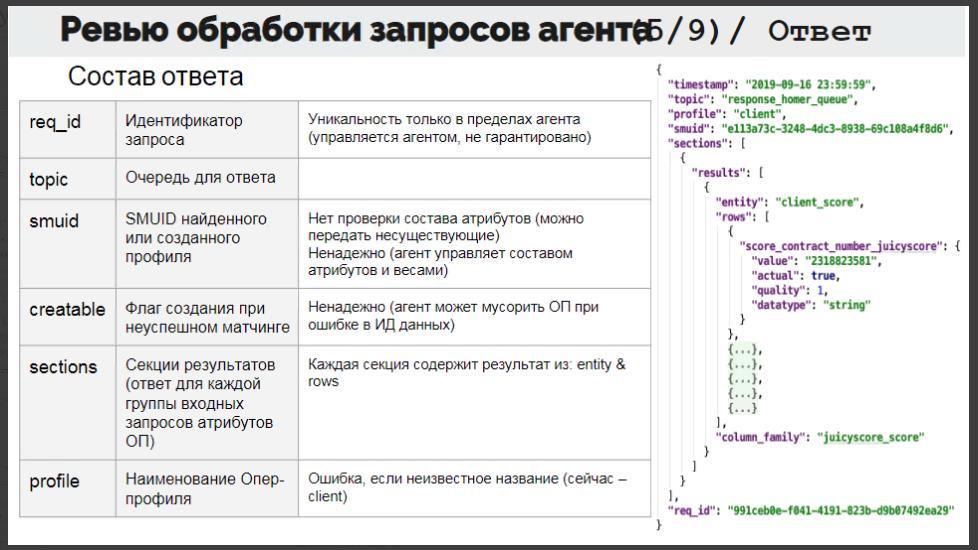 Ревью обработки запросов агента(5/9)/ Ответ
Состав ответа
req_id
Идентификатор
запроса
Уникальность только в пределах агента
(управляется агентом, не гарантировано)
topic
Очередь для ответа
smuid
SMUID найденного
или созданного
профиля
Нет проверки состава атрибутов (можно
передать несуществующие)
Ненадежно (агент управляет составом
атрибутов и весами)
creatable
Флаг создания при
неуспешном матчинге
Ненадежно (агент может мусорить ОП при
ошибке в ИД данных)
sections
Секции результатов
(ответ для каждой
группы входных
запросов атрибутов
ОП)
Каждая секция содержит результат из: entity &
rows
profile
Наименование Опер-
профиля
Ошибка, если неизвестное название (сейчас –
client)
{
"timestamp": "2019-09-16 23:59:59",
"topic": "response_homer_queue",
"profile": "client",
"smuid": "e113a73c-3248-4dc3-8938-69c108a4f8d6",
"sections": [
{
"results": [
{
"entity": "client_score",
"rows": [
{
"score_contract_number_juicyscore": {
"value": "2318823581",
"actual": true,
"quality": 1,
"datatype": "string"
}
},
{...},
{...},
{...},
{...},
{...}
],
"column_family": "juicyscore_score"
}
]
}
],
"req_id": "991ceb0e-f041-4191-823b-d9b07492ea29"
}